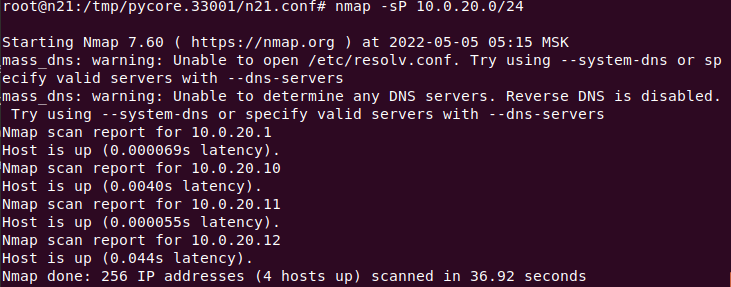 root@n21:/tmp/pycore.33001/n21.conf# nmap -sP 10.0.20.0/24
Starting Nmap 7.60 ( https://nmap.org ) at 2022-05-05 05:15 MSK
mass_dns: warning: Unable to open /etc/resolv.conf. Try using --system-dns or sp
ecify valid servers with --dns-servers
mass_dns: warning: Unable to determine any DNS servers. Reverse DNS is disabled.
 Try using --system-dns or specify valid servers with --dns-servers
Nmap scan report for 10.0.20.1
Host is up (0.000069s latency).
Nmap scan report for 10.0.20.10
Host is up (0.0040s latency).
Nmap scan report for 10.0.20.11
Host is up (0.000055s latency).
Nmap scan report for 10.0.20.12
Host is up (0.044s latency).
Nmap done: 256 IP addresses (4 hosts up) scanned in 36.92 seconds